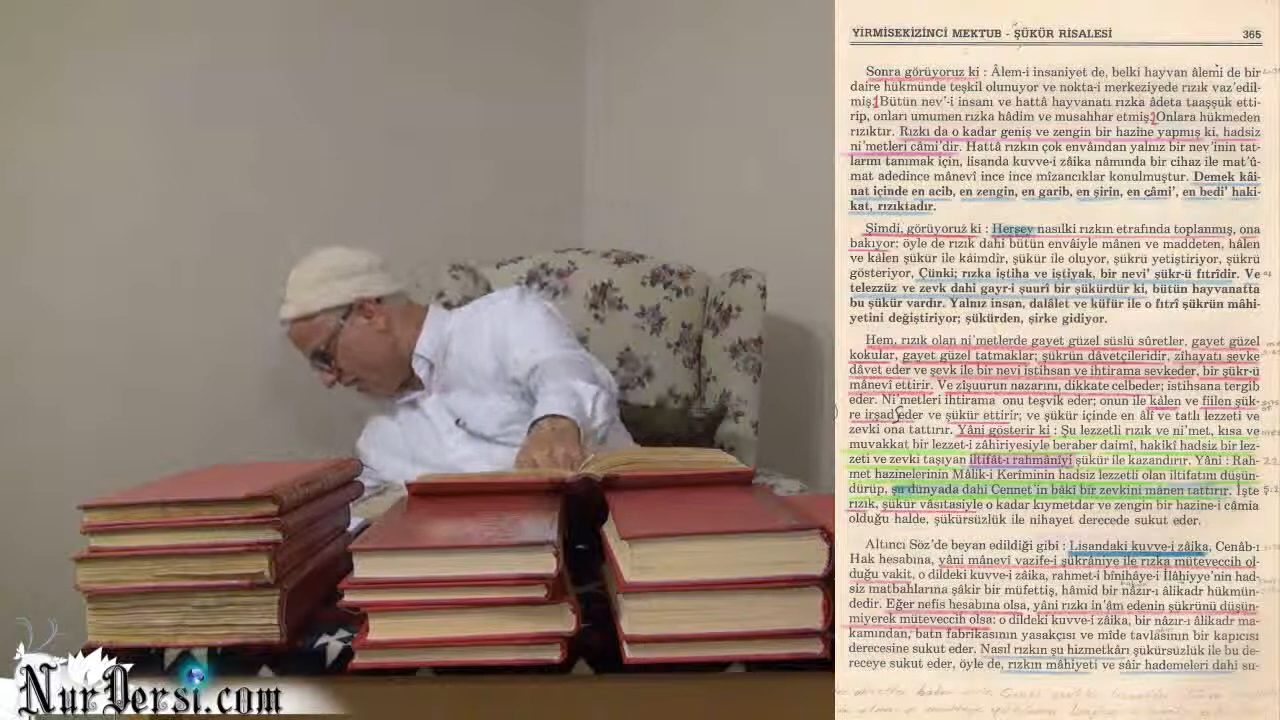 YİRMİSEKİZİNCİ MEKTUB - ŞÜKÜR RİSALESİ 365
Sonra görüyoruz ki : Âlem-i insaniyet de, belki hayvan âlemi de bir
daire hükmünde teşkil olunuyor ve nokta-i merkeziyede rızık vaz'edil-
miş. Bütün nev'-i insanı ve hattâ hayvanatı rızka âdeta taaşşuk etti-
rip, onları umumen rızka hâdim ve musahhar etmiş. Onlara hükmeden
rızıktır. Rızkı da o kadar geniş ve zengin bir hazine yapmış ki, hadsiz
ni'metleri câmi'dir. Hattâ rızkın çok envâından yalnız bir nev'inin tat-
larını tanımak için, lisanda kuvve-i zâika nâmında bir cihaz ile mat'û-
mat adedince mânevî ince ince mîzancıklar konulmuştur. Demek kâi-
nat içinde en acib, en zengin, en garib, en şirin, en câmi', en bedi' haki-
kat, rızıktadır.
Şimdi, görüyoruz ki : Herşey nasılki rızkın etrafında toplanmış, ona
bakıyor; öyle de rızık dahi bütün envâiyle mânen ve maddeten, hâlen
ve kâlen şükür ile kâimdir, şükür ile oluyor, şükrü yetiştiriyor, şükrü
gösteriyor, Çünki; rızka iştiha ve iştiyak, bir nevi' şükr-ü fıtrîdir. Ve
telezzüz ve zevk dahi gayr-i şuurî bir şükürdür ki, bütün hayvanatta
bu şükür vardır. Yalnız insan, dalâlet ve küfür ile o fıtrî şükrün mâhi-
yetini değiştiriyor; şükürden, şirke gidiyor.
Hem, rızık olan ni'metlerde gayet güzel süslü sûretler, gayet güzel
kokular, gayet güzel tatmaklar; şükrün dâvetçileridir, zîhayatı şevke
dâvet eder ve şevk ile bir nevi istihsan ve ihtirama sevkeder, bir şükr-ü
mânevî ettirir. Ve zîşuurun nazarını, dikkate celbeder; istihsana tergib
eder. Ni'metleri ihtirama onu teşvik eder; onun ile kâlen ve fiilen şük-
re irşad eder ve şükür ettirir; ve şükür içinde en âlî ve tatlı lezzeti ve
zevki ona tattırır. Yâni gösterir ki : Şu lezzetli rızık ve ni'met, kısa ve
muvakkat bir lezzet-i zâhiriyesiyle beraber daimî, hakikî hadsiz bir lez-
zeti ve zevki taşıyan iltifât-ı rahmânîyi şükür ile kazandırır. Yâni : Rah-
met hazinelerinin Mâlik-i Kerîminin hadsiz lezzetli olan iltifatını düşün-
dürüp, şu dünyada dahi Cennet'in bâki bir zevkini mânen tattırır. İşte
rızık, şükür vâsıtasiyle o kadar kıymetdar ve zengin bir hazine-i câmia
olduğu halde, şükürsüzlük ile nihayet derecede sukut eder.
Altıncı Söz'de beyan edildiği gibi : Lisandaki kuvve-i zâika, Cenâb-ı
Hak hesabına, yâni mânevî vazife-i şükrâniye ile rızka müteveccih ol-
duğu vakit, o dildeki kuvve-i zâika, rahmet-i bînihâye-i İlâhiyye'nin had-
siz matbahlarına şâkir bir müfettiş, hâmid bir nâzır-ı âlikadr hükmün-
dedir. Eğer nefis hesabına olsa, yâni rızkı in'âm edenin şükrünü düşün-
miyerek müteveccih olsa: o dildeki kuvve-i zâika, bir nâzır-ı âlikadr ma-
kamından, batn fabrikasının yasakçısı ve mîde tavlasının bir kapıcısı
derecesine sukut eder. Nasıl rızkın şu hizmetkârı şükürsüzlük ile bu de-
receye sukut eder, öyle de, rızkın mâhiyeti ve sâir hademeleri dahi su-
NurDersi.com